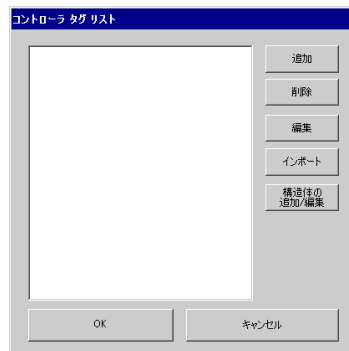 コントローラ タグ リスト
追加
削除
編集
インポート
構造体の
追加/編集
OK
キャンセル